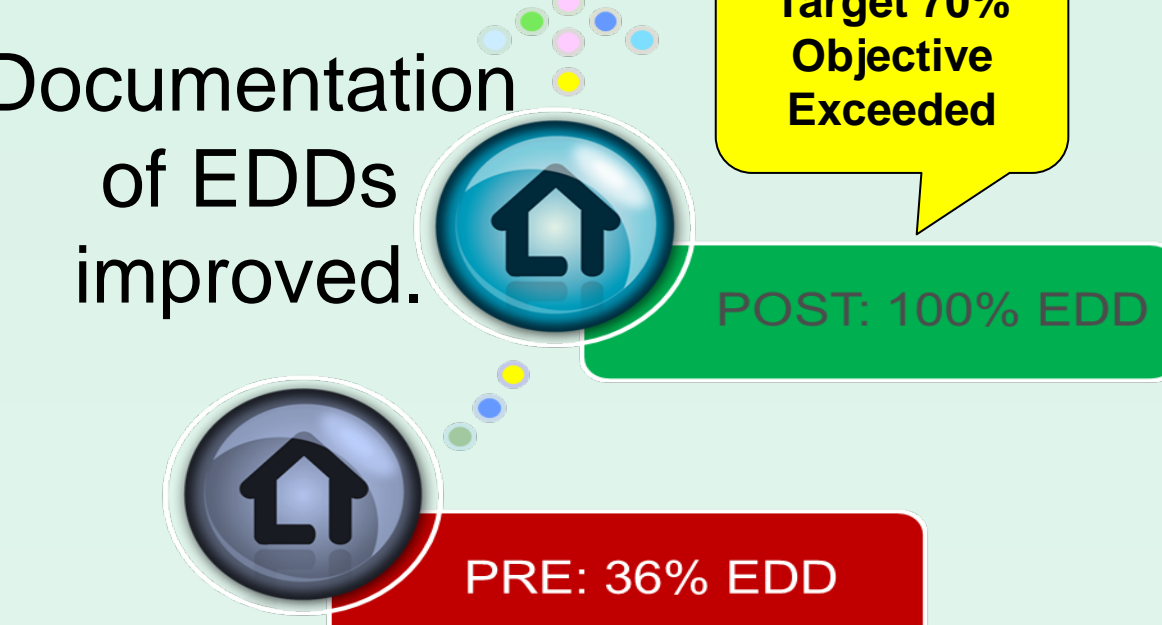 Target 70%
Objective
Exceeded
Documentation
of EDDs
improved.
POST: 100% EDD
PRE: 36% EDD